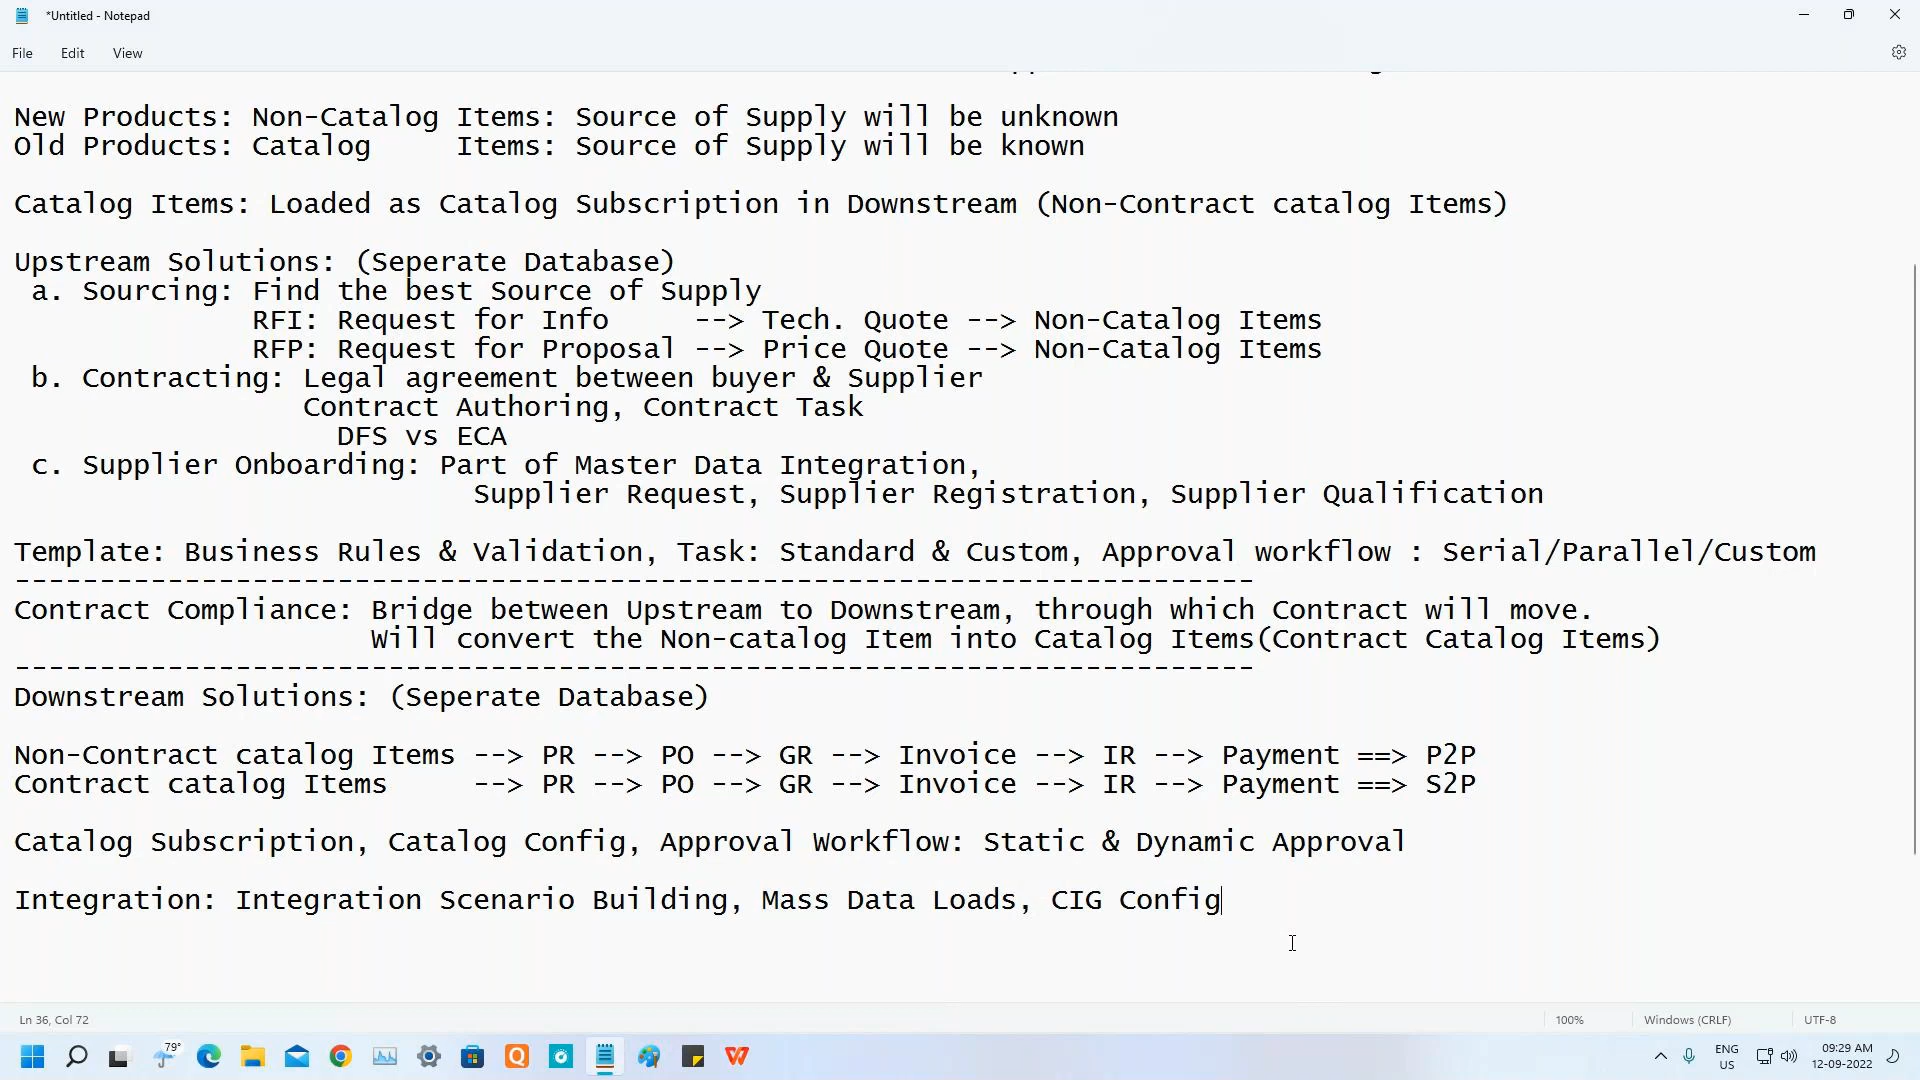 *Untitled - Notepad
File Edit View
New Products: Non-Catalog Items: Source of Supply will be unknown
Old Products: Catalog     Items: Source of Supply will be known
Catalog Items: Loaded as Catalog Subscription in Downstream (Non-Contract catalog Items)
Upstream Solutions: (Seperate Database)
a. Sourcing: Find the best Source of Supply
RFI: Request for Info     --> Tech. Quote --> Non-Catalog Items
RFP: Request for Proposal --> Price Quote --> Non-Catalog Items
b. Contracting: Legal agreement between buyer & Supplier
Contract Authoring, Contract Task
DFS vs ECA
c. Supplier Onboarding: Part of Master Data Integration,
Supplier Request, Supplier Registration, Supplier Qualification
Template: Business Rules & Validation, Task: Standard & Custom, Approval workflow : Serial/Parallel/Custom
-------------------------------------------------------------------------
Contract Compliance: Bridge between Upstream to Downstream, through which Contract will move.
Will convert the Non-catalog Item into Catalog Items(Contract Catalog Items)
-------------------------------------------------------------------------
Downstream Solutions: (Seperate Database)
Non-Contract catalog Items --> PR --> PO --> GR --> Invoice --> IR --> Payment ==> P2P
Contract catalog Items     --> PR --> PO --> GR --> Invoice --> IR --> Payment ==> S2P
Catalog Subscription, Catalog Config, Approval Workflow: Static & Dynamic Approval
Integration: Integration Scenario Building, Mass Data Loads, CIG Config
Ln 36, Col 72 100% Windows (CRLF) UTF-8
79° ENG US 09:29 AM 12-09-2022